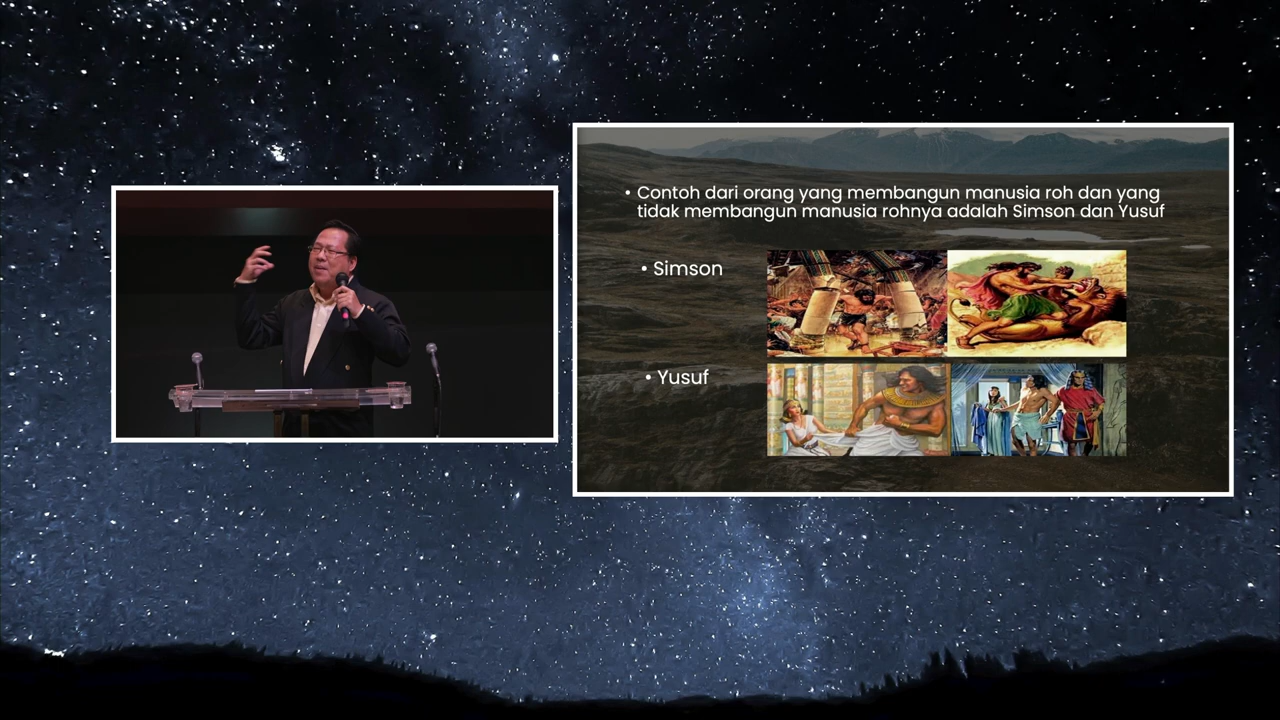 • Contoh dari orang yang membangun manusia roh dan yang
tidak membangun manusia rohnya adalah Simson dan Yusuf
• Simson
• Yusuf